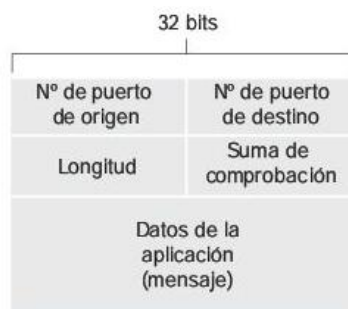 32 bits
Nº de puerto
de origen
Nº de puerto
de destino
Longitud
Suma de
comprobación
Datos de la
aplicación
(mensaje)